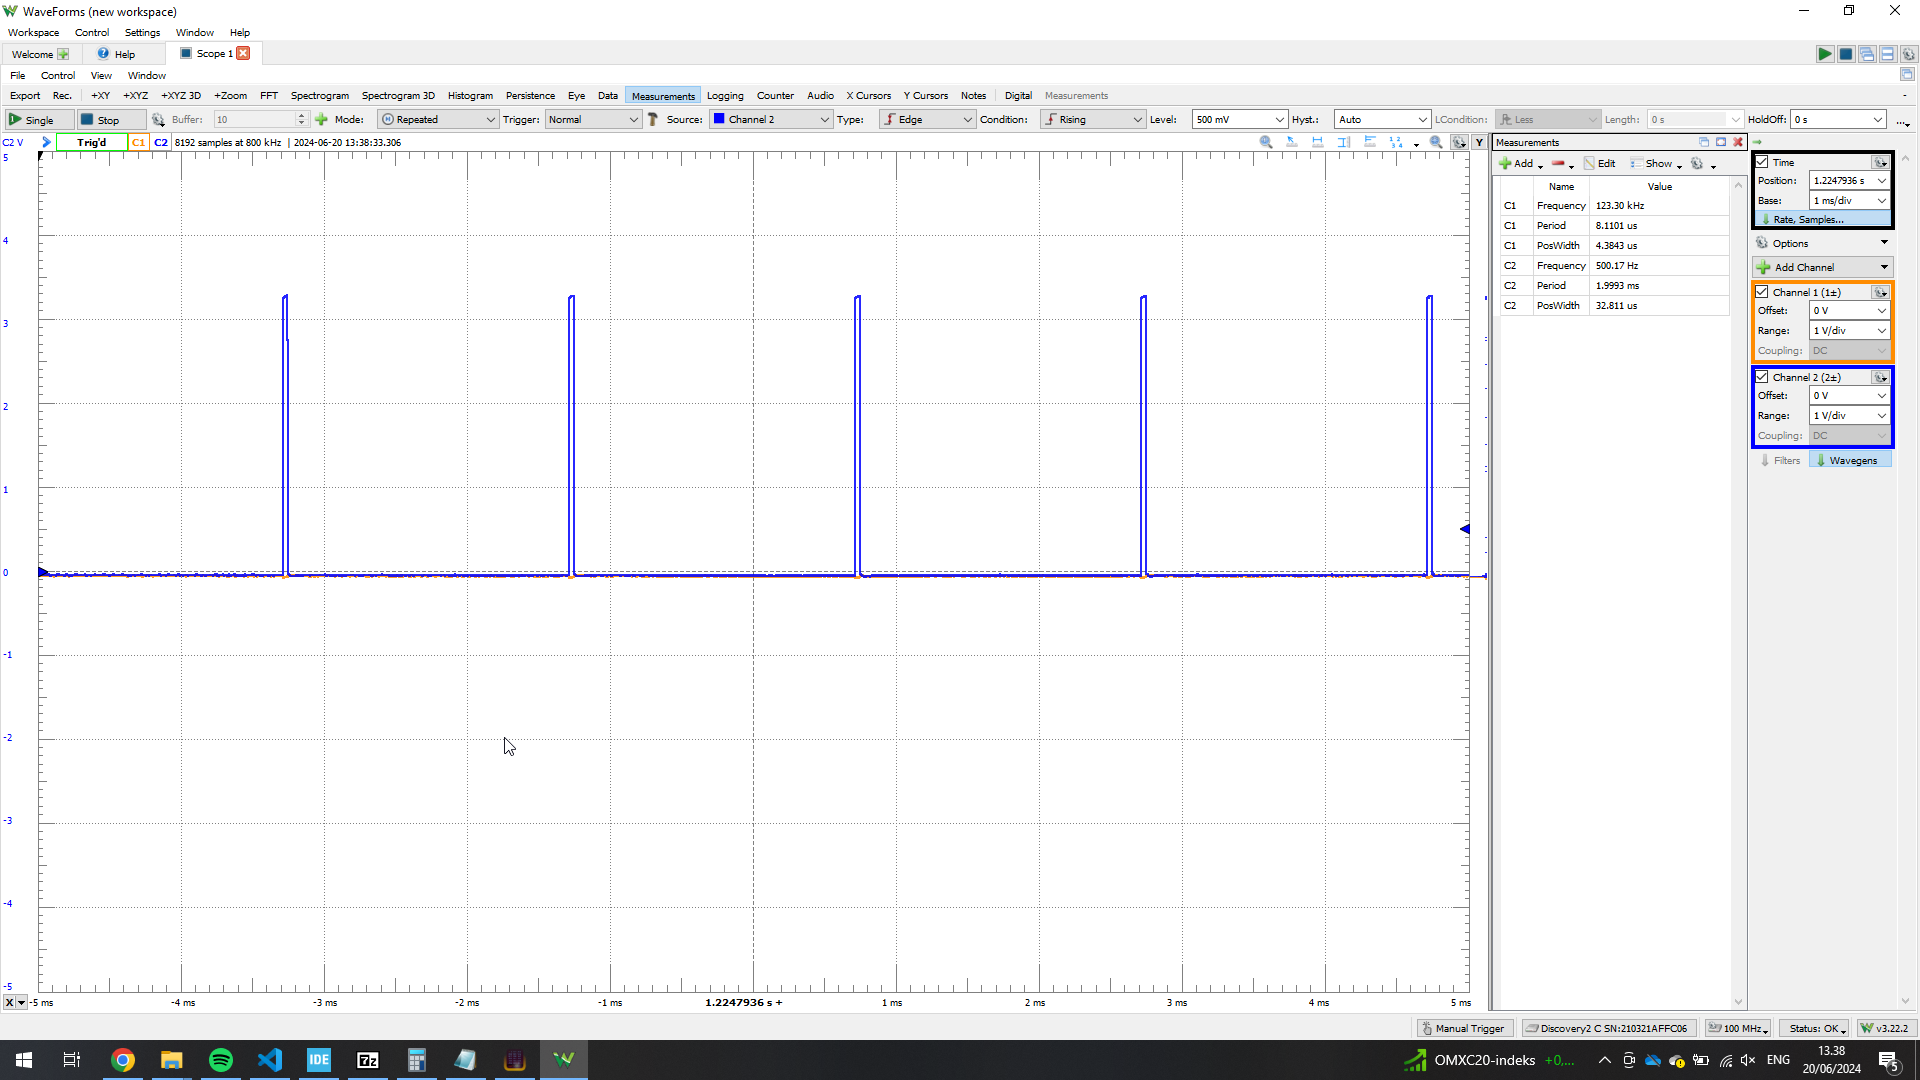 WaveForms (new workspace)
Workspace Control Settings Window Help
Welcome Help Scope 1
File Control View Window
Export Rec. +XY +XYZ +XYZ 3D +Zoom FFT Spectrogram Spectrogram 3D Histogram Persistence Eye Data Measurements Logging Counter Audio X Cursors Y Cursors Notes Digital Measurements
Single Stop Buffer: 10 Mode: Repeated Trigger: Normal Source: Channel 2 Type: Edge Condition: Rising Level: 500 mV Hyst.: Auto LCondition: Less Length: 0 s HoldOff: 0 s ...
C2 V Trig'd C1 C2 8192 samples at 800 kHz | 2024-06-20 13:38:33.306 Y
5
4
3
2
1
0
-1
-2
-3
-4
-5
X -5 ms -4 ms -3 ms -2 ms -1 ms 1.2247936 s + 1 ms 2 ms 3 ms 4 ms 5 ms
Measurements
Add Edit Show
Name Value
C1 Frequency 123.30 kHz
C1 Period 8.1101 us
C1 PosWidth 4.3843 us
C2 Frequency 500.17 Hz
C2 Period 1.9993 ms
C2 PosWidth 32.811 us
Time
Position: 1.2247936 s
Base: 1 ms/div
Rate, Samples...
Options
Add Channel
Channel 1 (1±)
Offset: 0 V
Range: 1 V/div
Coupling: DC
Channel 2 (2±)
Offset: 0 V
Range: 1 V/div
Coupling: DC
Filters Wavegens
Manual Trigger Discovery2 C SN:210321AFFC06 100 MHz Status: OK v3.22.2
IDE 7z OMXC20-indeks +0,... ENG 13.38
20/06/2024 5